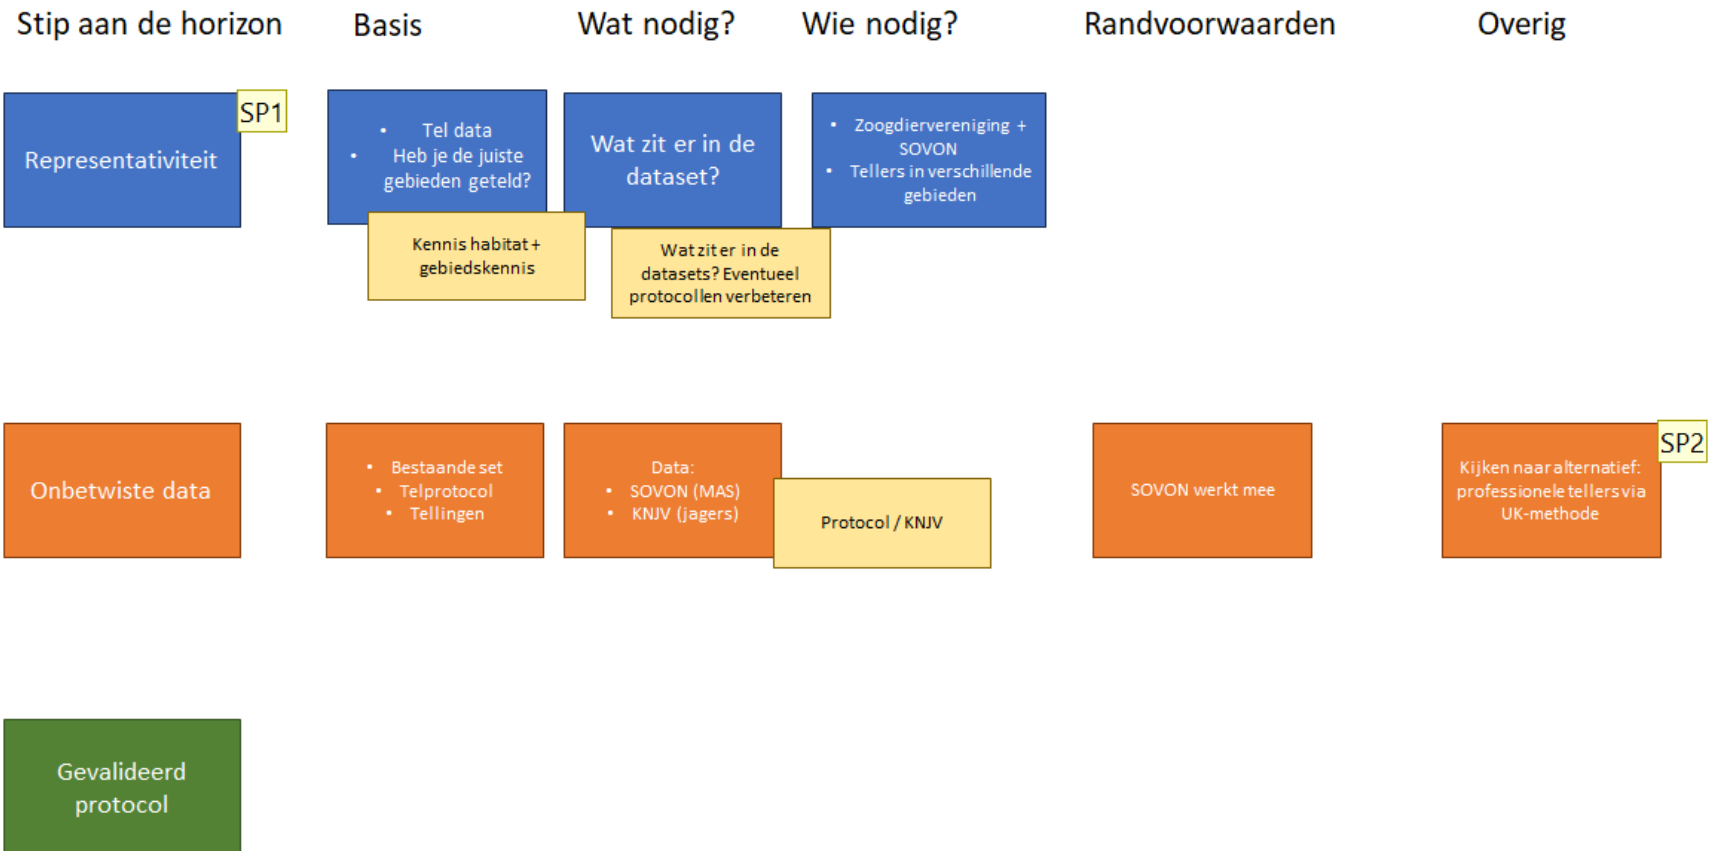 Stip aan de horizon
Basis
Wat nodig?
Wie nodig?
Randvoorwaarden
Overig
Representativiteit
SP1
• Tel data
• Heb je de juiste
gebieden geteld?
Kennis habitat +
gebiedskennis
Wat zit er in de
dataset?
Wat zit er in de
datasets? Eventueel
protocollen verbeteren
• Zoogdiervereniging +
SOVON
• Tellers in verschillende
gebieden
Onbetwiste data
• Bestaande set
• Telprotocol
• Tellingen
Data:
• SOVON (MAS)
• KNJV (jagers)
Protocol / KNJV
SOVON werkt mee
Kijken naar alternatief:
professionele tellers via
UK-methode
SP2
Gevalideerd
protocol